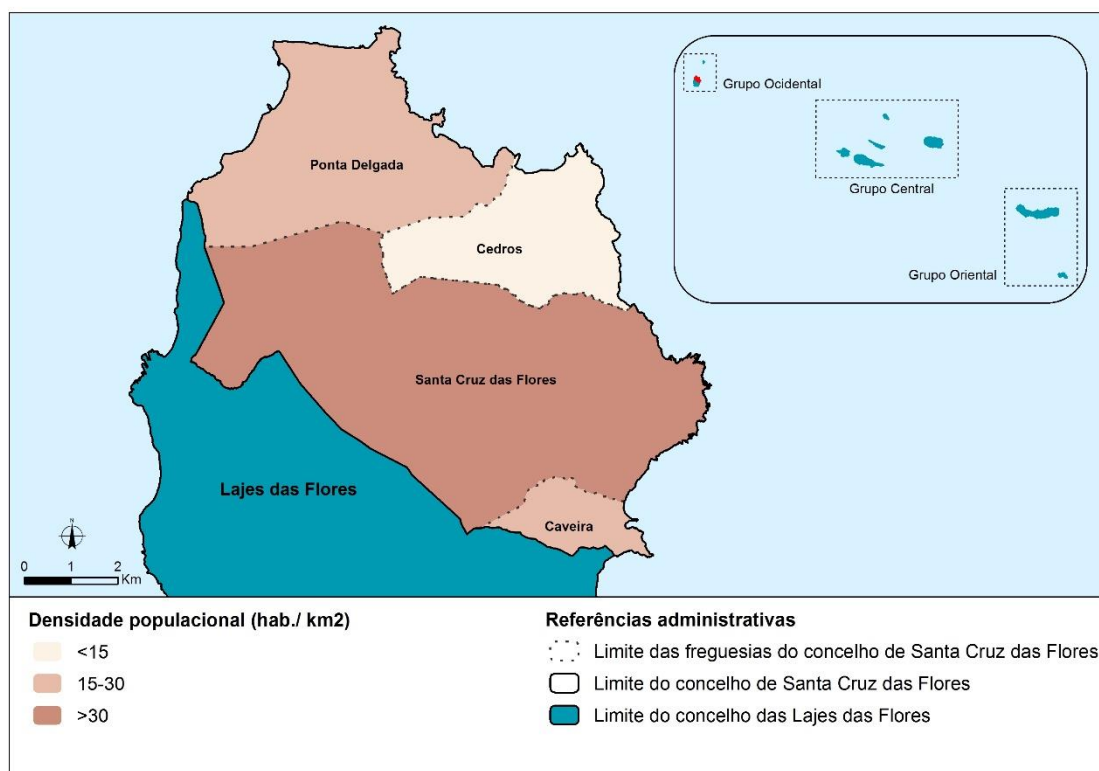 Ponta Delgada
Cedros
Santa Cruz das Flores
Lajes das Flores
Caveira
Grupo Ocidental
Grupo Central
Grupo Oriental
N
0 1 2
Km
Densidade populacional (hab./ km2)
<15
15-30
>30
Referências administrativas
Limite das freguesias do concelho de Santa Cruz das Flores
Limite do concelho de Santa Cruz das Flores
Limite do concelho das Lajes das Flores